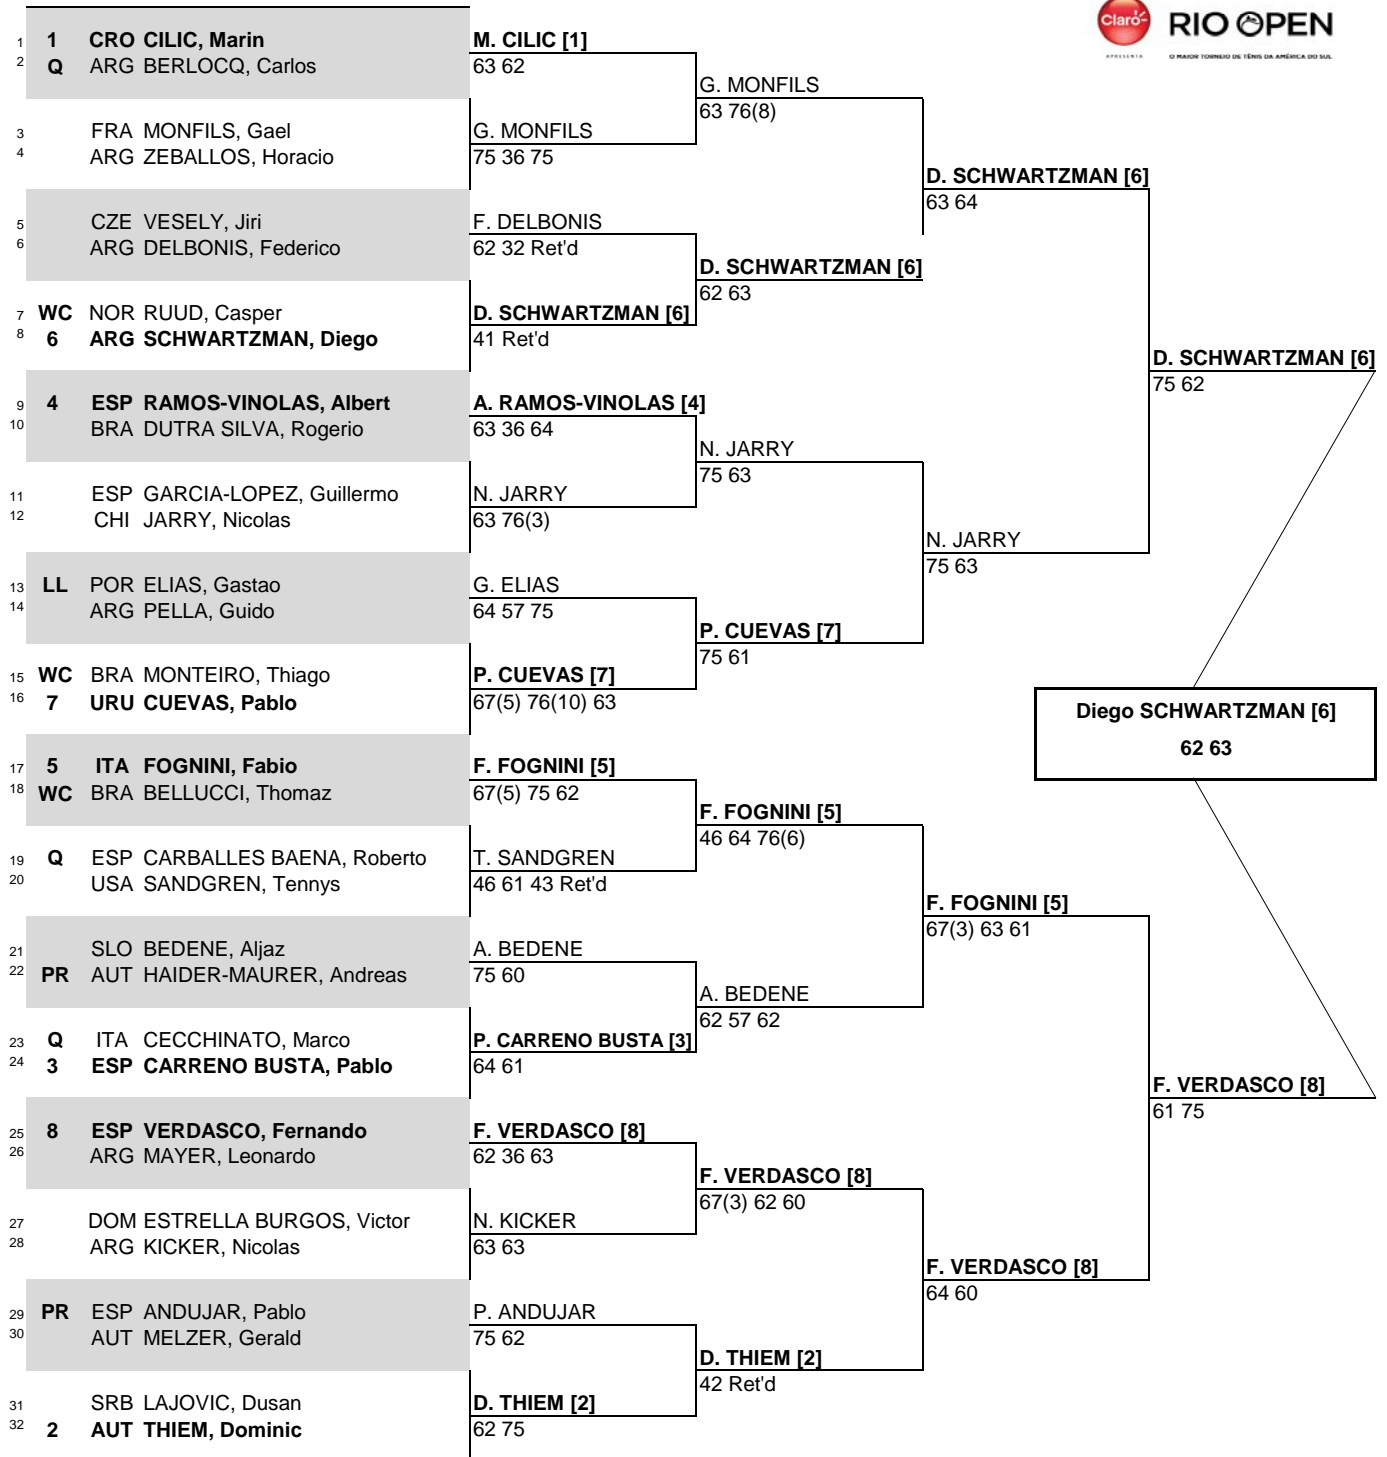 Claro-
RIO OPEN
APRESENTA
O MAIOR TORNEIO DE TÊNIS DA AMÉRICA DO SUL
1 1 CRO CILIC, Marin
2 Q ARG BERLOCQ, Carlos
3 FRA MONFILS, Gael
4 ARG ZEBALLOS, Horacio
5 CZE VESELY, Jiri
6 ARG DELBONIS, Federico
7 WC NOR RUUD, Casper
8 6 ARG SCHWARTZMAN, Diego
9 4 ESP RAMOS-VINOLAS, Albert
10 BRA DUTRA SILVA, Rogerio
11 ESP GARCIA-LOPEZ, Guillermo
12 CHI JARRY, Nicolas
13 LL POR ELIAS, Gastao
14 ARG PELLA, Guido
15 WC BRA MONTEIRO, Thiago
16 7 URU CUEVAS, Pablo
17 5 ITA FOGNINI, Fabio
18 WC BRA BELLUCCI, Thomaz
19 Q ESP CARBALLES BAENA, Roberto
20 USA SANDGREN, Tennys
21 SLO BEDENE, Aljaz
22 PR AUT HAIDER-MAURER, Andreas
23 Q ITA CECCHINATO, Marco
24 3 ESP CARRENO BUSTA, Pablo
25 8 ESP VERDASCO, Fernando
26 ARG MAYER, Leonardo
27 DOM ESTRELLA BURGOS, Victor
28 ARG KICKER, Nicolas
29 PR ESP ANDUJAR, Pablo
30 AUT MELZER, Gerald
31 SRB LAJOVIC, Dusan
32 2 AUT THIEM, Dominic
M. CILIC [1]
63 62
G. MONFILS
75 36 75
F. DELBONIS
62 32 Ret'd
D. SCHWARTZMAN [6]
41 Ret'd
A. RAMOS-VINOLAS [4]
63 36 64
N. JARRY
63 76(3)
G. ELIAS
64 57 75
P. CUEVAS [7]
67(5) 76(10) 63
F. FOGNINI [5]
67(5) 75 62
T. SANDGREN
46 61 43 Ret'd
A. BEDENE
75 60
P. CARRENO BUSTA [3]
64 61
F. VERDASCO [8]
62 36 63
N. KICKER
63 63
P. ANDUJAR
75 62
D. THIEM [2]
62 75
G. MONFILS
63 76(8)
D. SCHWARTZMAN [6]
62 63
N. JARRY
75 63
P. CUEVAS [7]
75 61
F. FOGNINI [5]
46 64 76(6)
A. BEDENE
62 57 62
F. VERDASCO [8]
67(3) 62 60
D. THIEM [2]
42 Ret'd
D. SCHWARTZMAN [6]
63 64
N. JARRY
75 63
F. FOGNINI [5]
67(3) 63 61
F. VERDASCO [8]
64 60
D. SCHWARTZMAN [6]
75 62
F. VERDASCO [8]
61 75
Diego SCHWARTZMAN [6]
62 63